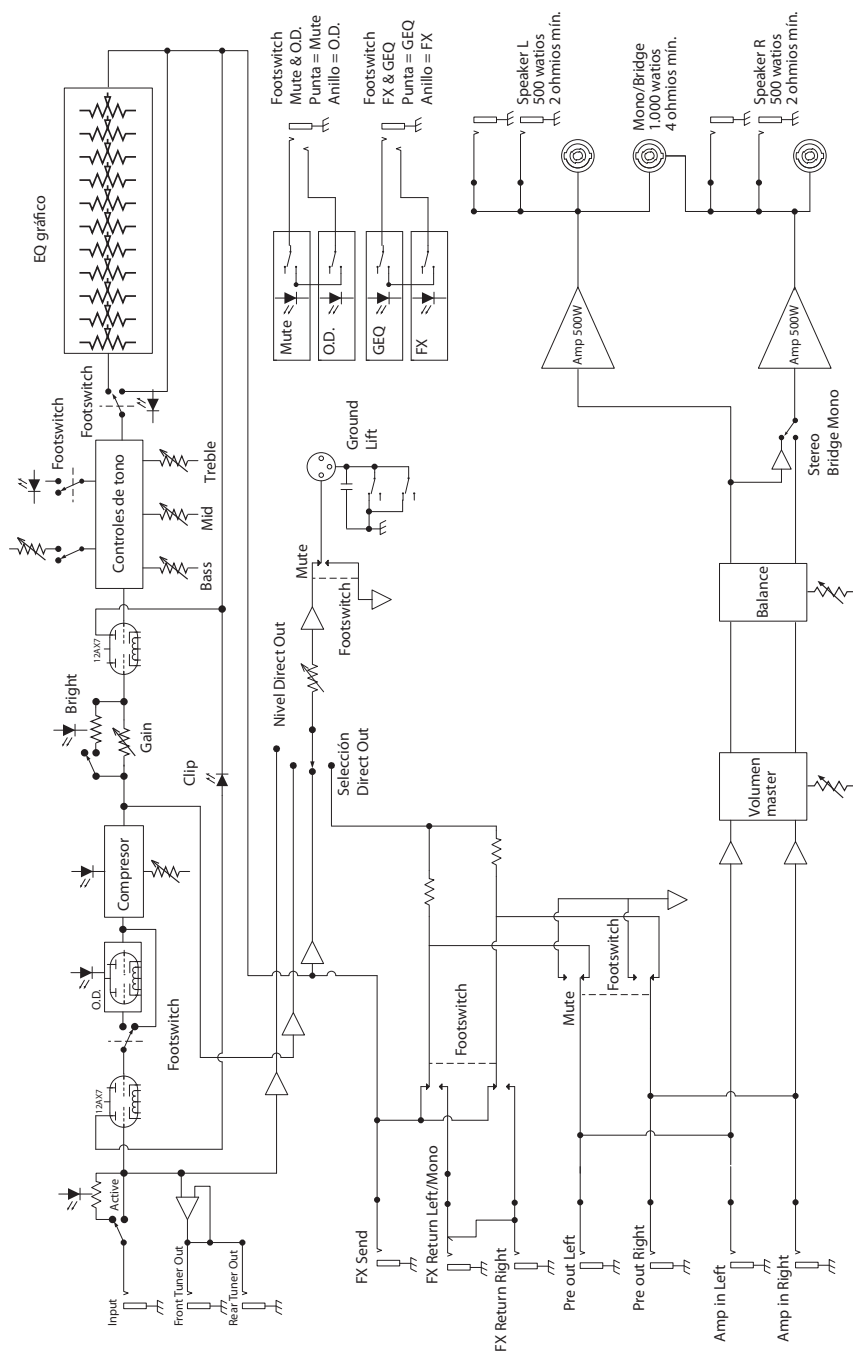 Input
Active
Front Tuner Out
Rear Tuner Out
12AX7
Footswitch
O.D.
Compresor
Clip
Gain
Bright
12AX7
Controles de tono
Bass
Mid
Treble
Footswitch
Footswitch
EQ gráfico
Footswitch
Mute & O.D.
Punta = Mute
Anillo = O.D.
Mute
O.D.
Footswitch
FX & GEQ
Punta = GEQ
Anillo = FX
GEQ
FX
Nivel Direct Out
Selección
Direct Out
Mute
Footswitch
Ground
Lift
FX Send
FX Return Left/Mono
FX Return Right
Footswitch
Pre out Left
Pre out Right
Mute
Footswitch
Amp in Left
Amp in Right
Volumen
master
Balance
Stereo
Bridge Mono
Amp 500W
Amp 500W
Speaker L
500 watios
2 ohmios mín.
Mono/Bridge
1.000 watios
4 ohmios mín.
Speaker R
500 watios
2 ohmios mín.